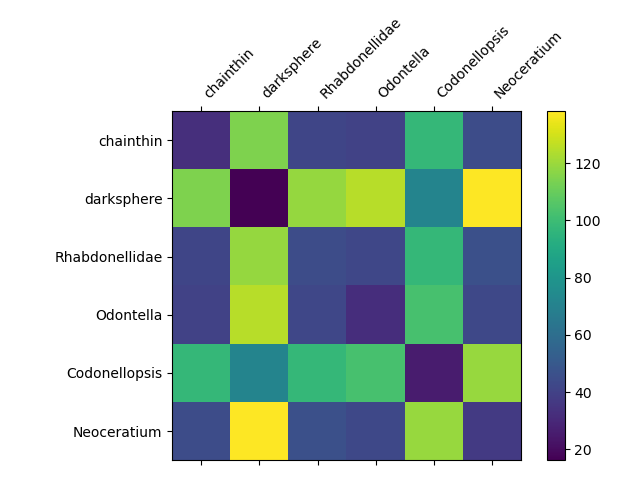 chainthin
darksphere
Rhabdonellidae
Odontella
Codonellopsis
Neoceratium
chainthin
darksphere
Rhabdonellidae
Odontella
Codonellopsis
Neoceratium
120
100
80
60
40
20